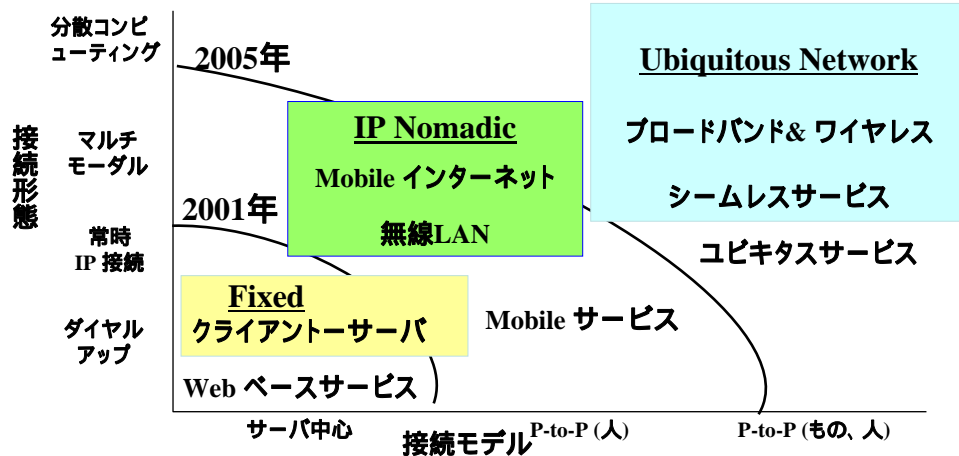 分散コンピ
ューティング
2005年
Ubiquitous Network
接続形態
マルチ
モーダル
IP Nomadic
Mobile インターネット
無線LAN
ブロードバンド& ワイヤレス
シームレスサービス
ユビキタスサービス
2001年
常時
IP 接続
Fixed
クライアントーサーバ
Mobile サービス
ダイヤル
アップ
Web ベースサービス
サーバ中心
接続モデル
P-to-P (人)
P-to-P (もの、人)